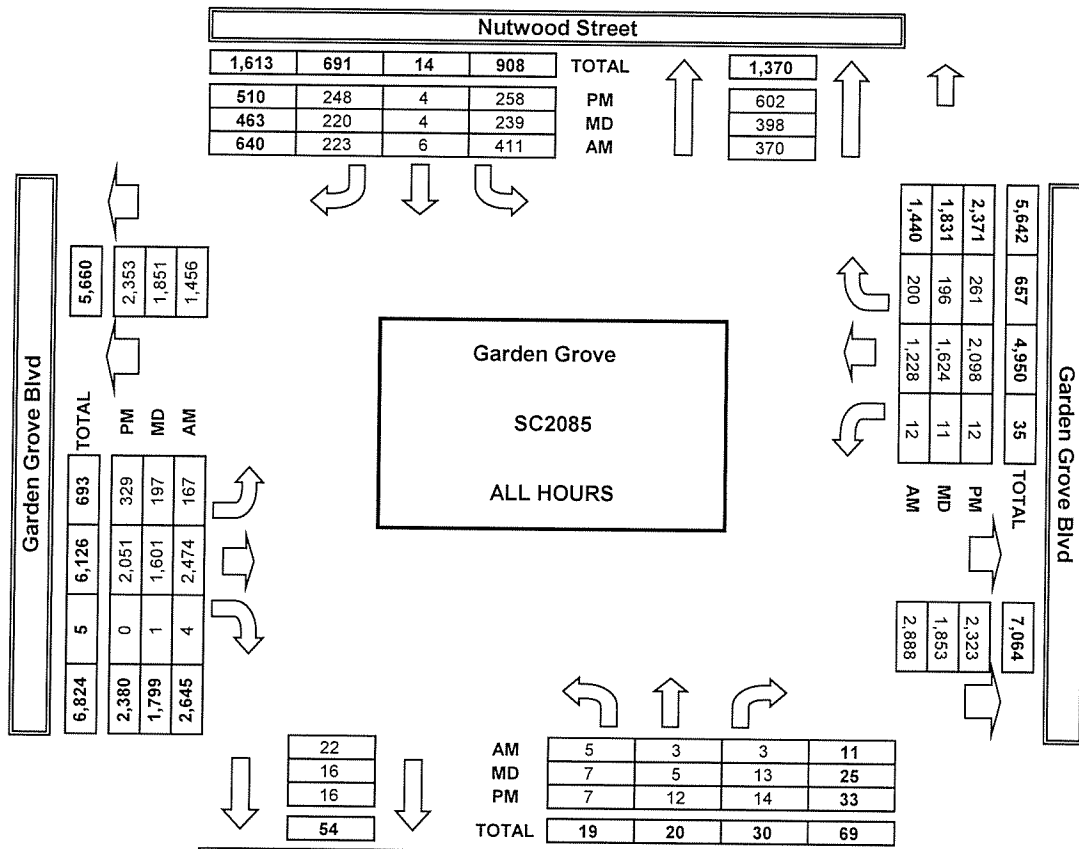 Nutwood Street
1,613 691 14 908 TOTAL 1,370
510 248 4 258 PM 602
463 220 4 239 MD 398
640 223 6 411 AM 370
Garden Grove Blvd
5,660
2,353
1,851
1,456
TOTAL 693 6,126 5 6,824
PM 329 2,051 0 2,380
MD 197 1,601 1 1,799
AM 167 2,474 4 2,645
Garden Grove
SC2085
ALL HOURS
5,642 657 4,950 35 TOTAL
2,371 261 2,098 12 PM
1,831 196 1,624 11 MD
1,440 200 1,228 12 AM
7,064
2,323
1,853
2,888
Garden Grove Blvd
22 AM 5 3 3 11
16 MD 7 5 13 25
16 PM 7 12 14 33
54 TOTAL 19 20 30 69